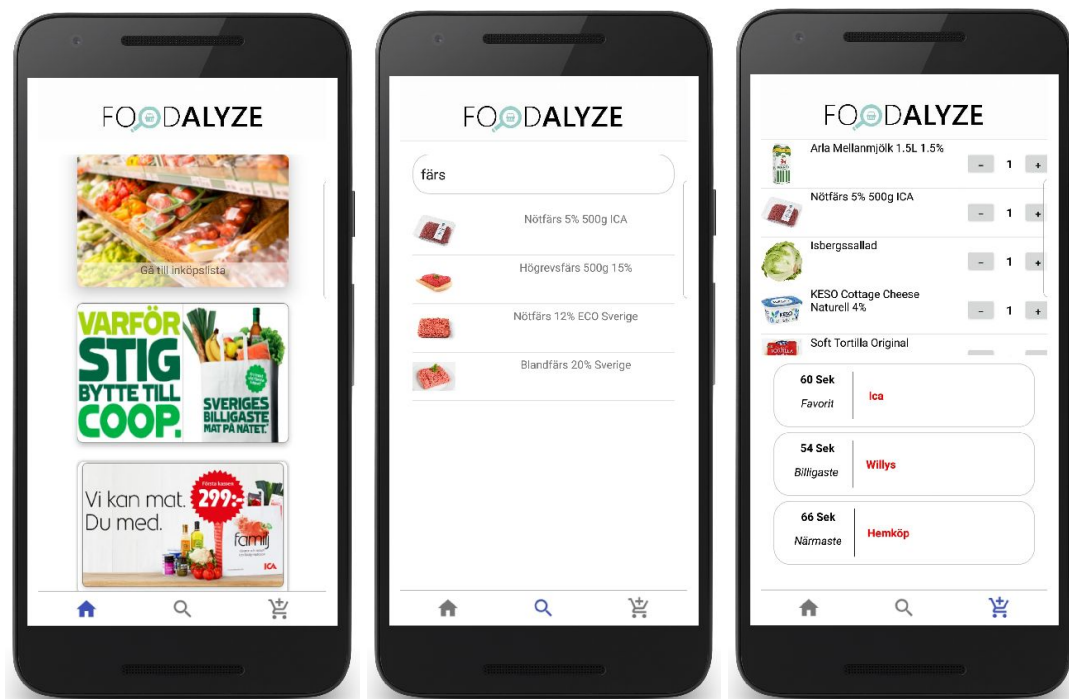 FOODALYZE
Gå till inköpslista
VARFÖR
STIG
BYTTE TILL
COOP.
SVERIGES
BILLIGASTE
MAT PÅ NÄTET.
Vi kan mat.
Du med.
Första kassen
299:-
familj
ICA
FOODALYZE
färs
Nötfärs 5% 500g ICA
Högrevsfärs 500g 15%
Nötfärs 12% ECO Sverige
Blandfärs 20% Sverige
FOODALYZE
Arla Mellanmjölk 1.5L 1.5%
- 1 +
Nötfärs 5% 500g ICA
- 1 +
Isbergssallad
- 1 +
KESO Cottage Cheese
Naturell 4%
KESO
- 1 +
Soft Tortilla Original
60 Sek
Favorit
Ica
54 Sek
Billigaste
Willys
66 Sek
Närmaste
Hemköp